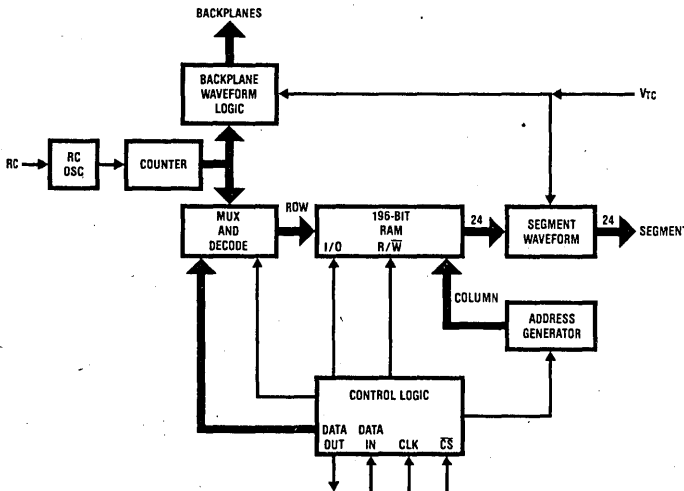 BACKPLANES
BACKPLANE
WAVEFORM
LOGIC
VTC
RC
RC
OSC
COUNTER
MUX
AND
DECODE
ROW
196-BIT
RAM
I/O R/W̅
24
SEGMENT
WAVEFORM
24
SEGMENT
COLUMN
ADDRESS
GENERATOR
CONTROL LOGIC
DATA DATA
OUT IN CLK C̅S̅